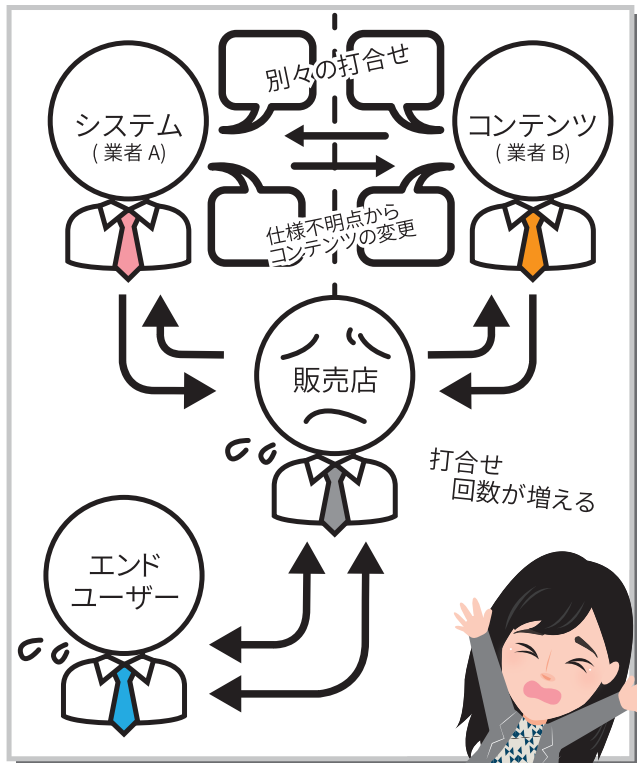 別々の打合せ
システム
( 業者 A)
コンテンツ
( 業者 B)
仕様不明点から
コンテンツの変更
販売店
打合せ
回数が増える
エンド
ユーザー